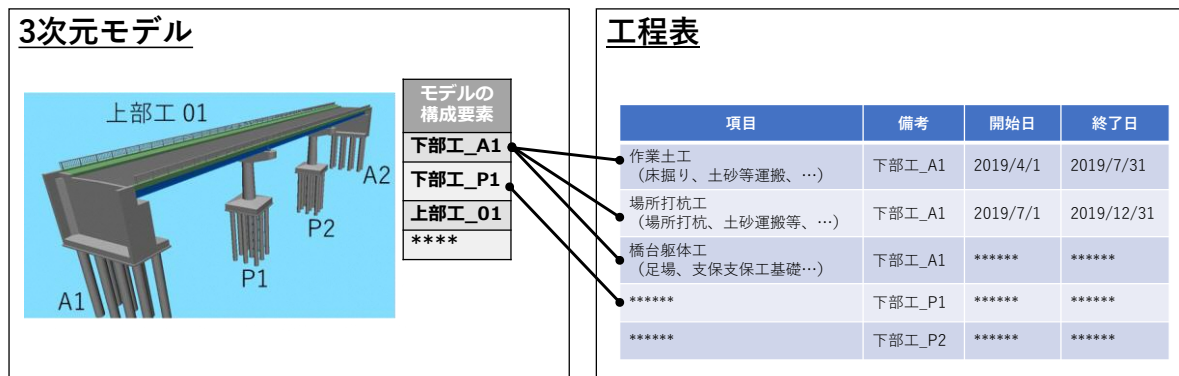 3次元モデル
上部工 01
A2
P2
P1
A1
モデルの
構成要素
下部工_A1
下部工_P1
上部工_01
****
工程表
項目 備考 開始日 終了日
作業土工
（床掘り、土砂等運搬、…） 下部工_A1 2019/4/1 2019/7/31
場所打杭工
（場所打杭、土砂運搬等、…） 下部工_A1 2019/7/1 2019/12/31
橋台躯体工
（足場、支保支保工基礎…） 下部工_A1 ****** ******
****** 下部工_P1 ****** ******
****** 下部工_P2 ****** ******